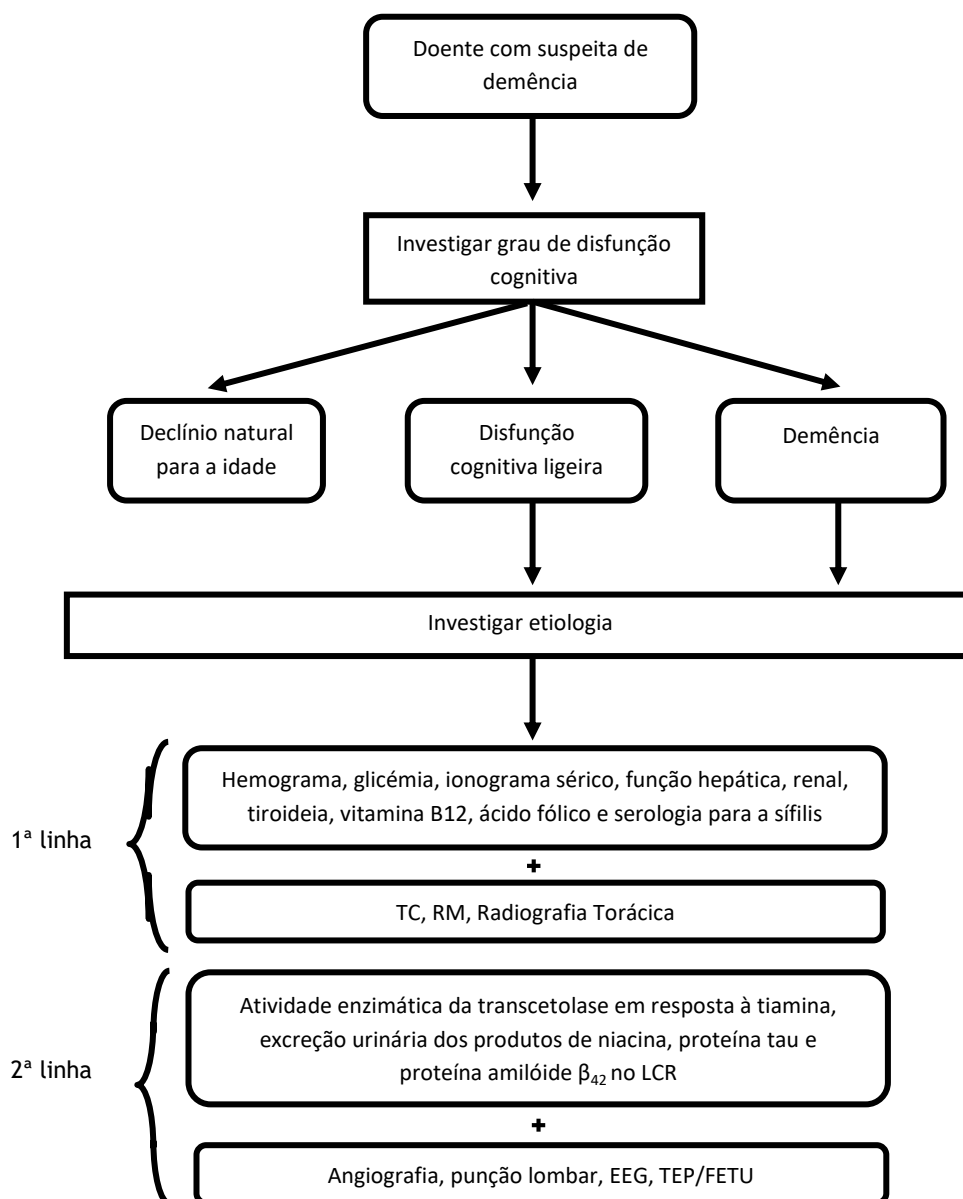 Doente com suspeita de
demência
Investigar grau de disfunção
cognitiva
Declínio natural
para a idade
Disfunção
cognitiva ligeira
Demência
Investigar etiologia
1ª linha
Hemograma, glicémia, ionograma sérico, função hepática, renal,
tiroideia, vitamina B12, ácido fólico e serologia para a sífilis
+
TC, RM, Radiografia Torácica
2ª linha
Atividade enzimática da transcetolase em resposta à tiamina,
excreção urinária dos produtos de niacina, proteína tau e
proteína amilóide β₄₂ no LCR
+
Angiografia, punção lombar, EEG, TEP/FETU